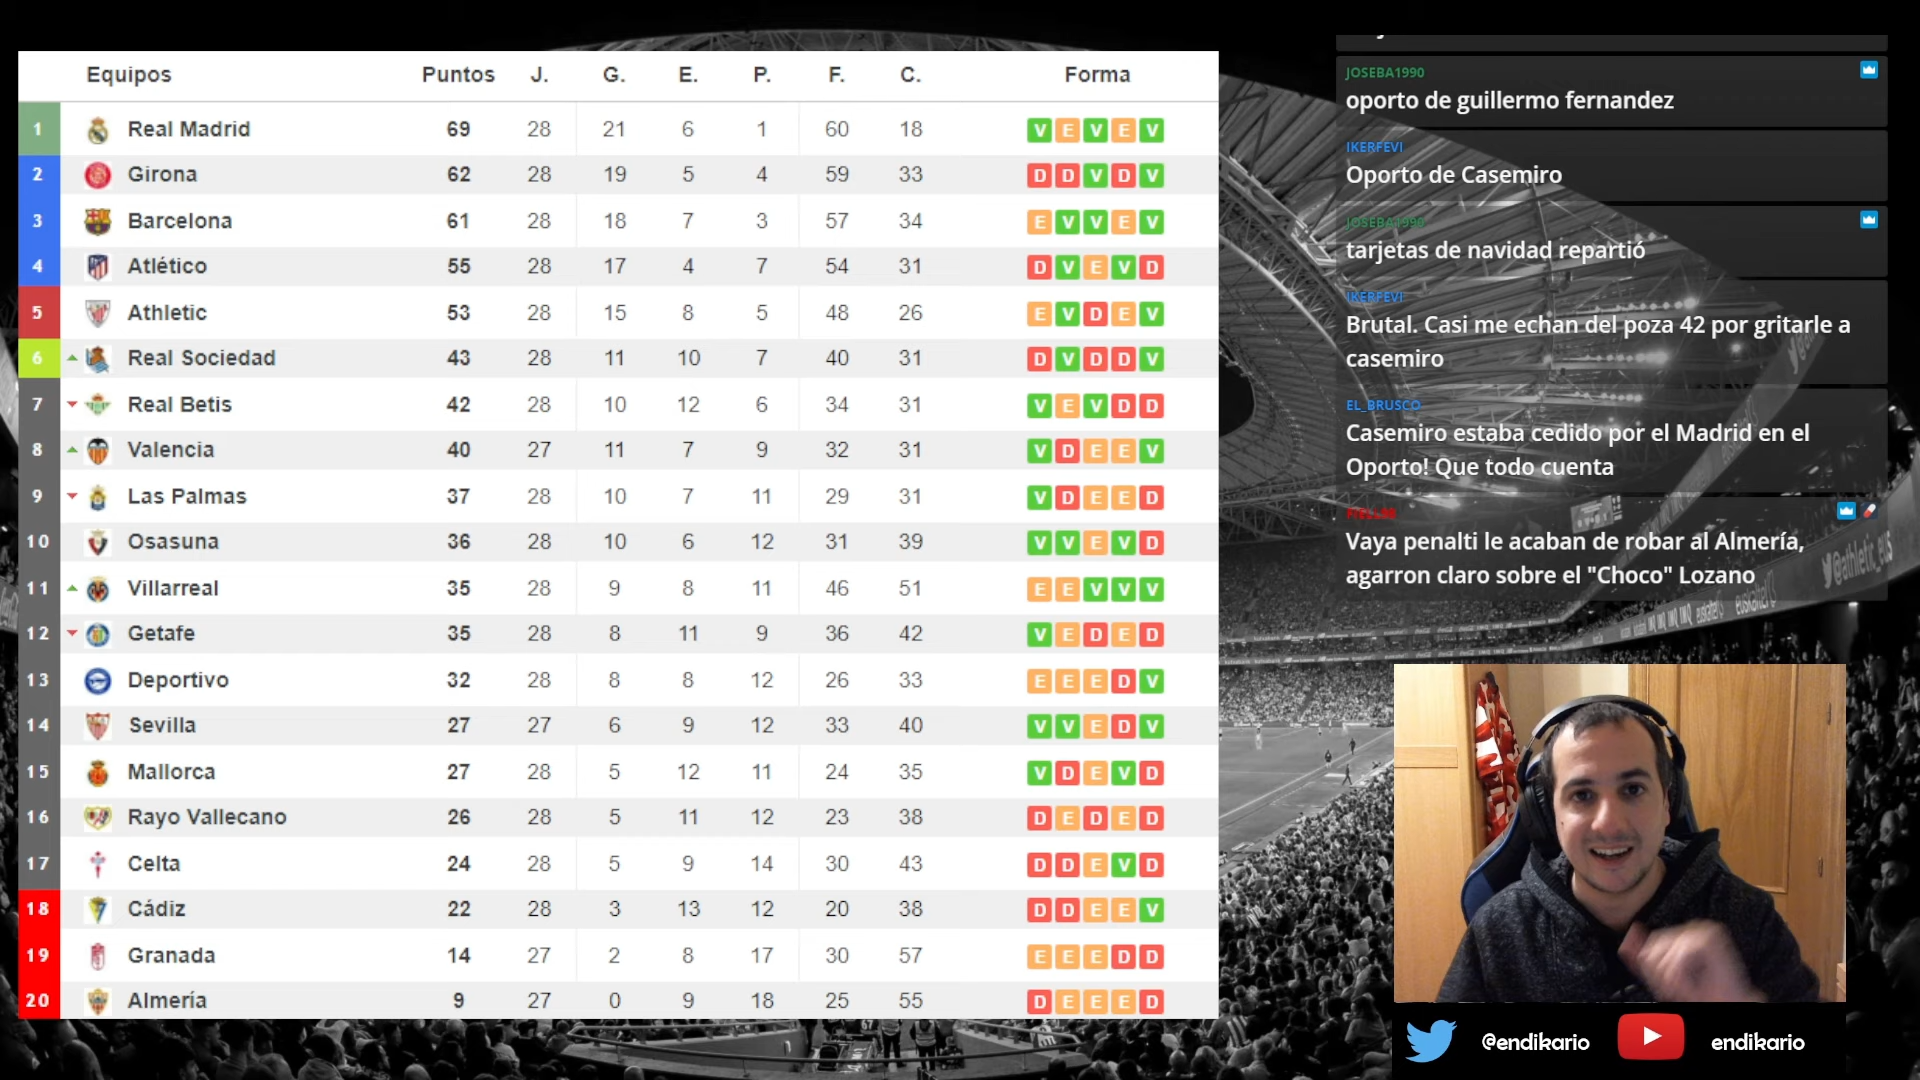 Equipos Puntos J. G. E. P. F. C. Forma
1 Real Madrid 69 28 21 6 1 60 18 V E V E V
2 Girona 62 28 19 5 4 59 33 D D V D V
3 Barcelona 61 28 18 7 3 57 34 E V V E V
4 Atlético 55 28 17 4 7 54 31 D V E V D
5 Athletic 53 28 15 8 5 48 26 E V D E V
6 Real Sociedad 43 28 11 10 7 40 31 D V D D V
7 Real Betis 42 28 10 12 6 34 31 V E V D D
8 Valencia 40 27 11 7 9 32 31 V D E E V
9 Las Palmas 37 28 10 7 11 29 31 V D E E D
10 Osasuna 36 28 10 6 12 31 39 V V E V D
11 Villarreal 35 28 9 8 11 46 51 E E V V V
12 Getafe 35 28 8 11 9 36 42 V E D E D
13 Deportivo 32 28 8 8 12 26 33 E E E D V
14 Sevilla 27 27 6 9 12 33 40 V V E D V
15 Mallorca 27 28 5 12 11 24 35 V D E V D
16 Rayo Vallecano 26 28 5 11 12 23 38 D E D E D
17 Celta 24 28 5 9 14 30 43 D D E V D
18 Cádiz 22 28 3 13 12 20 38 D D E E V
19 Granada 14 27 2 8 17 30 57 E E E D D
20 Almería 9 27 0 9 18 25 55 D E E E D
JOSEBA1990
oporto de guillermo fernandez
IKERFEVI
Oporto de Casemiro
JOSEBA1990
tarjetas de navidad repartió
IKERFEVI
Brutal. Casi me echan del poza 42 por gritarle a
casemiro
EL_BRUSCO
Casemiro estaba cedido por el Madrid en el
Oporto! Que todo cuenta
Vaya penalti le acaban de robar al Almería,
agarron claro sobre el "Choco" Lozano
@endikario
endikario